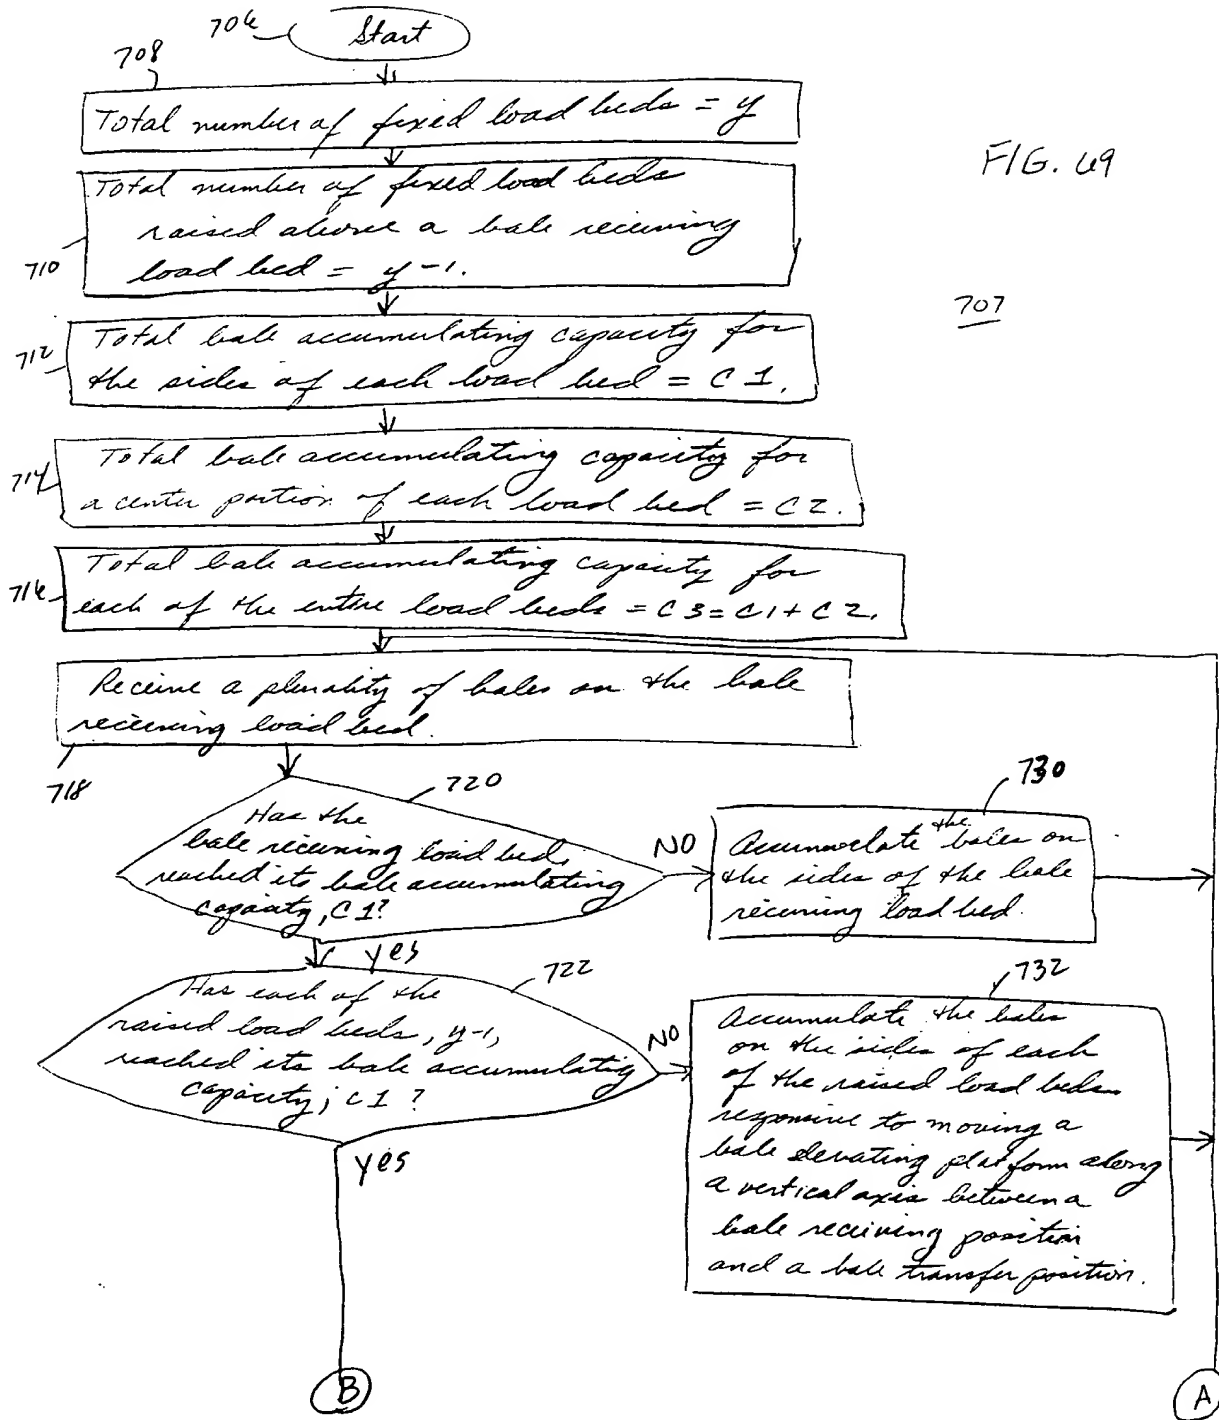 706
Start
708
Total number of fixed load beds = y
FIG. 69
Total number of fixed load beds
raised above a bale receiving
load bed = y-1.
710
707
Total bale accumulating capacity for
the sides of each load bed = C1.
712
Total bale accumulating capacity for
a center portion of each load bed = C2.
714
Total bale accumulating capacity for
each of the entire load beds = C3=C1+C2.
716
Receive a plurality of bales on the bale
receiving load bed.
718
720
Has the
bale receiving load bed,
reached its bale accumulating
capacity, C1?
NO
730
Accumulate the bales on
the sides of the bale
receiving load bed.
yes
722
Has each of the
raised load beds, y-1,
reached its bale accumulating
capacity, C1?
NO
732
Accumulate the bales
on the sides of each
of the raised load beds
responsive to moving a
bale elevating platform along
a vertical axis between a
bale receiving position
and a bale transfer position.
yes
B
A